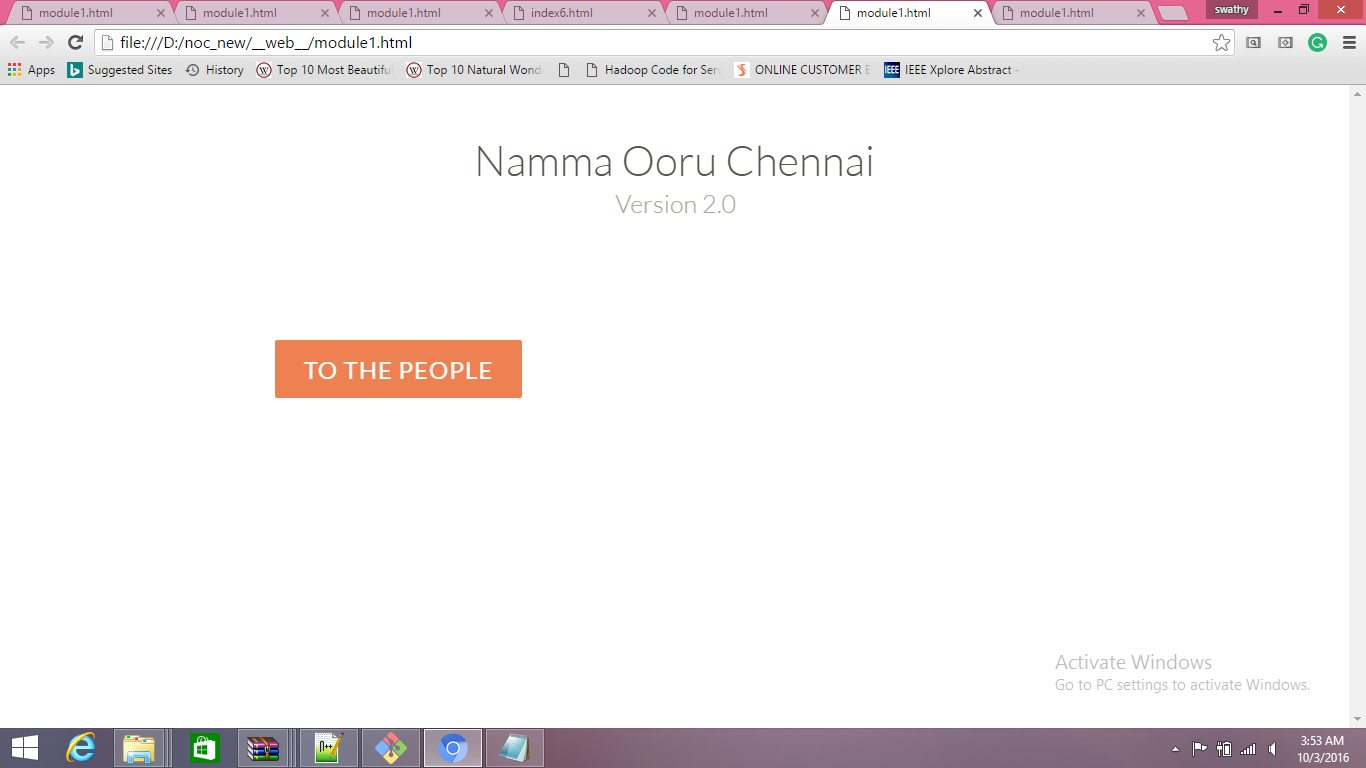 module1.html
module1.html
module1.html
index6.html
module1.html
module1.html
module1.html
swathy
file:///D:/noc_new/__web__/module1.html
Apps
Suggested Sites
History
Top 10 Most Beautiful
Top 10 Natural Wond
Hadoop Code for Ser
ONLINE CUSTOMER E
IEEE Xplore Abstract -
Namma Ooru Chennai
Version 2.0
TO THE PEOPLE
Activate Windows
Go to PC settings to activate Windows.
3:53 AM
10/3/2016